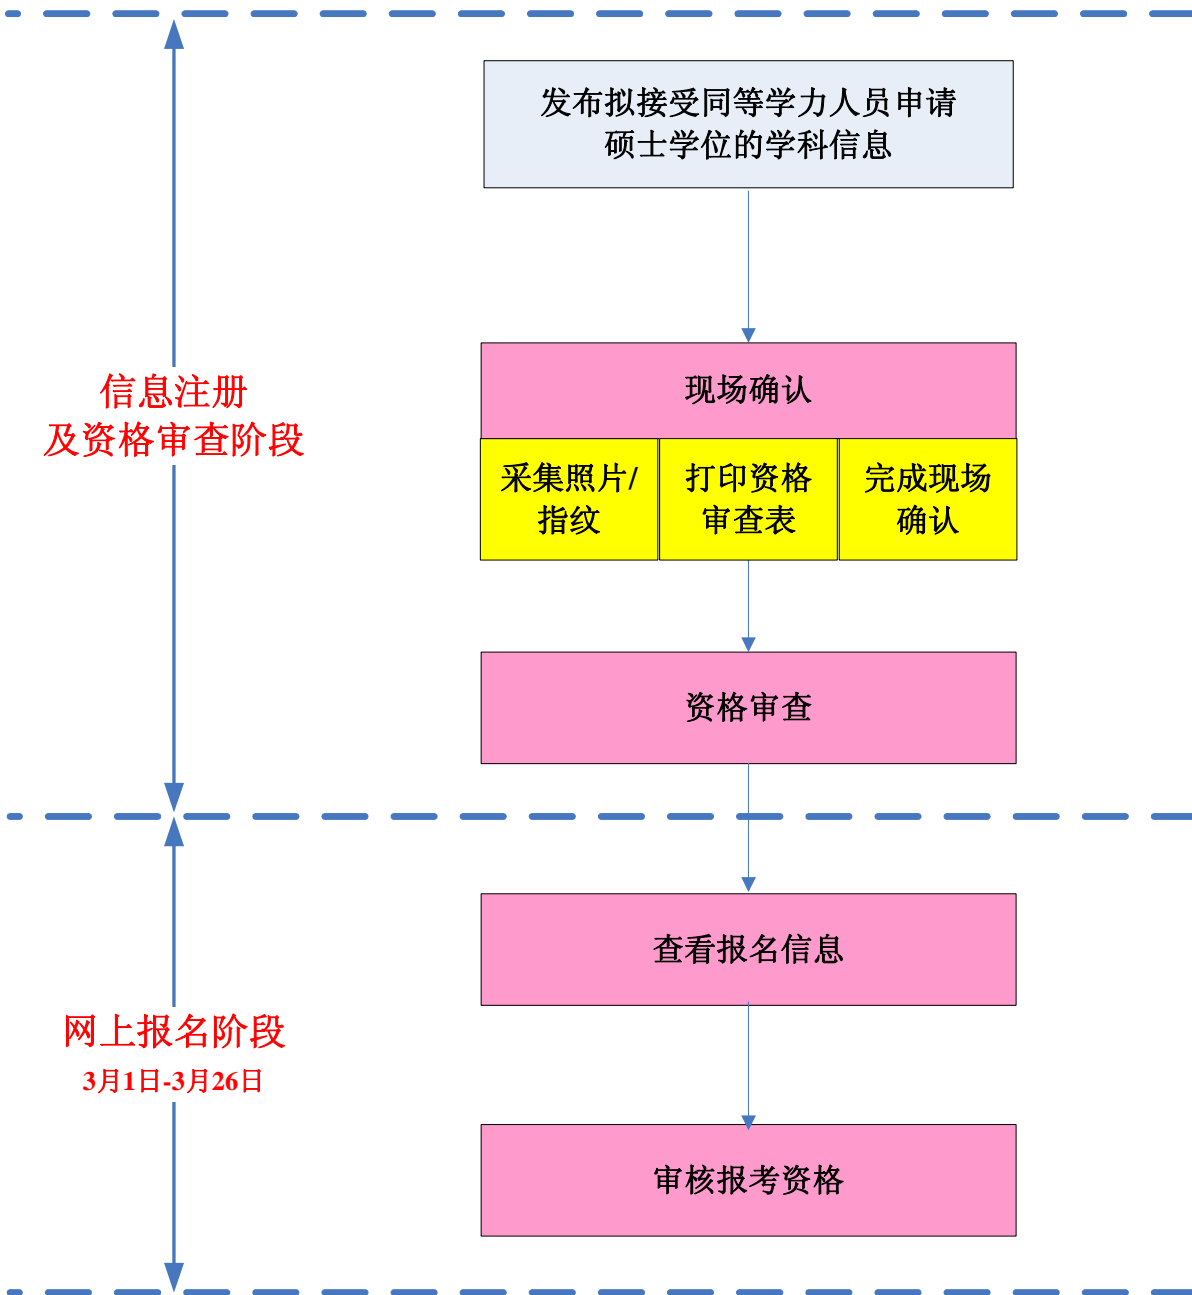 发布拟接受同等学力人员申请
硕士学位的学科信息
现场确认
信息注册
及资格审查阶段
采集照片/
指纹
打印资格
审查表
完成现场
确认
资格审查
查看报名信息
网上报名阶段
3月1日-3月26日
审核报考资格